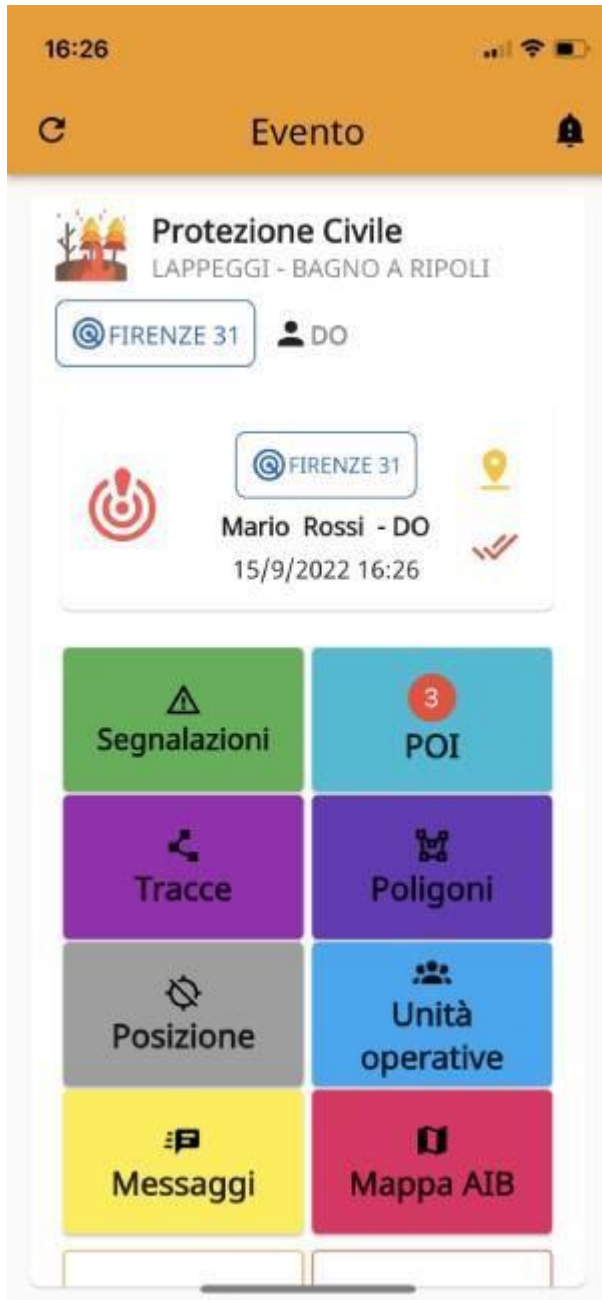 16:26
Evento
Protezione Civile
LAPPEGGI - BAGNO A RIPOLI
FIRENZE 31
DO
FIRENZE 31
Mario Rossi - DO
15/9/2022 16:26
Segnalazioni
3
POI
Tracce
Poligoni
Posizione
Unità
operative
Messaggi
Mappa AIB